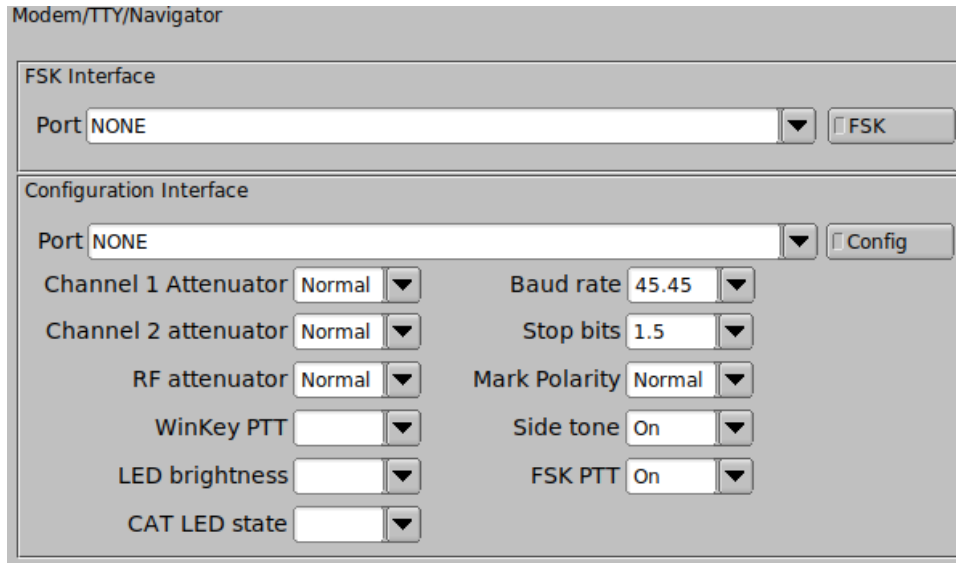 Modem/TTY/Navigator
FSK Interface
Port NONE FSK
Configuration Interface
Port NONE Config
Channel 1 Attenuator Normal Baud rate 45.45
Channel 2 attenuator Normal Stop bits 1.5
RF attenuator Normal Mark Polarity Normal
WinKey PTT Side tone On
LED brightness FSK PTT On
CAT LED state